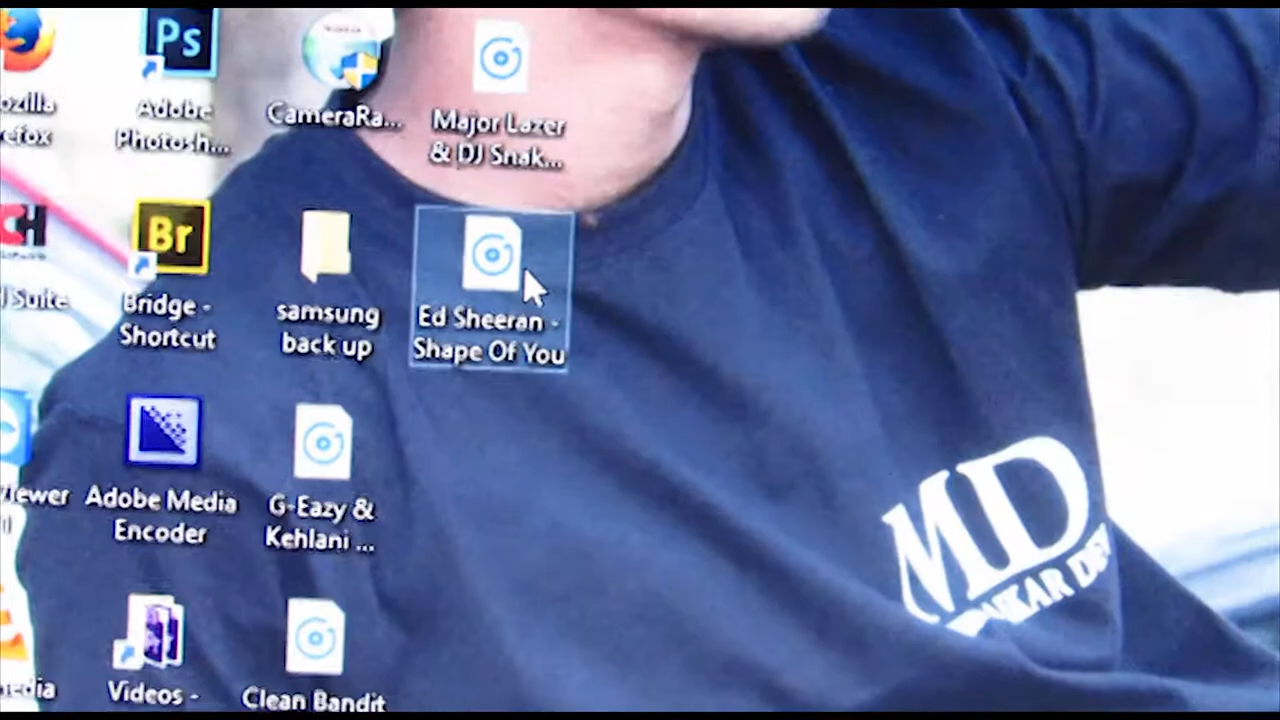 ozilla
efox
Ps
Adobe
Photosh...
CameraRa...
Major Lazer
& DJ Snak...
l Suite
Br
Bridge -
Shortcut
samsung
back up
Ed Sheeran -
Shape Of You
Viewer
Adobe Media
Encoder
G-Eazy &
Kehlani ...
edia
Videos -
Clean Bandit
MD